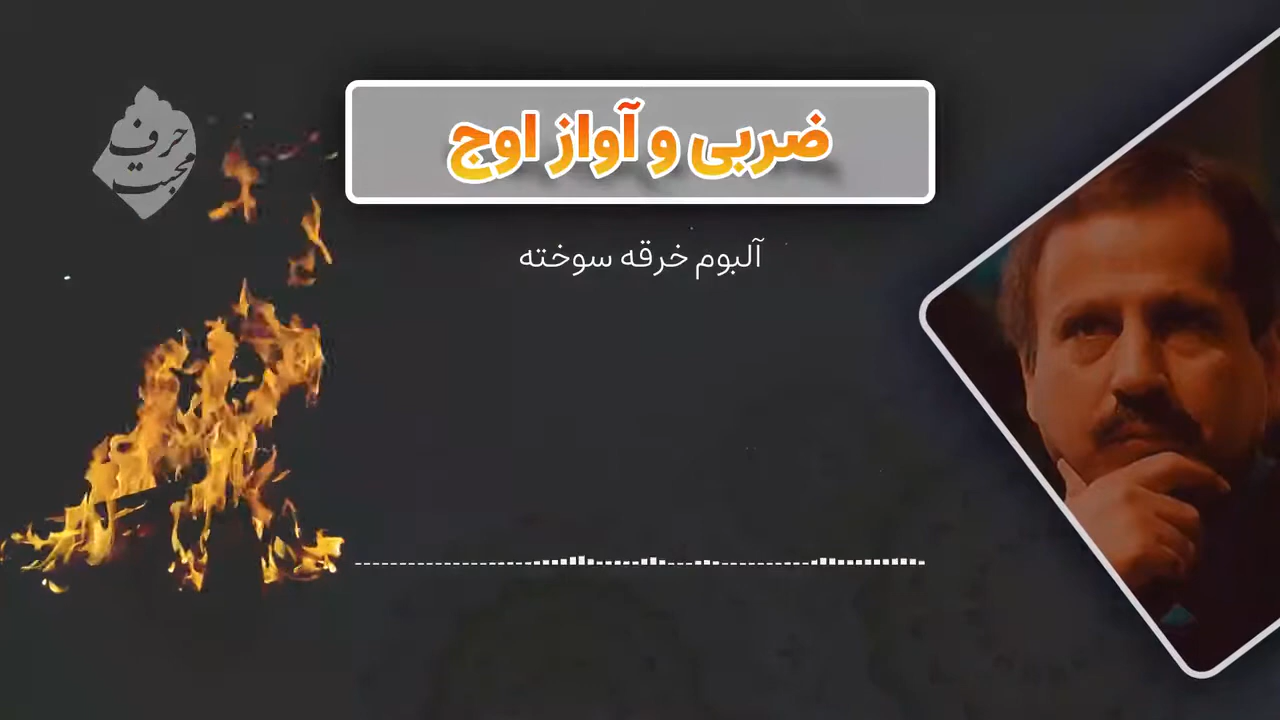 ضربی و آواز اوج
آلبوم خرقه سوخته
حرف
محبت